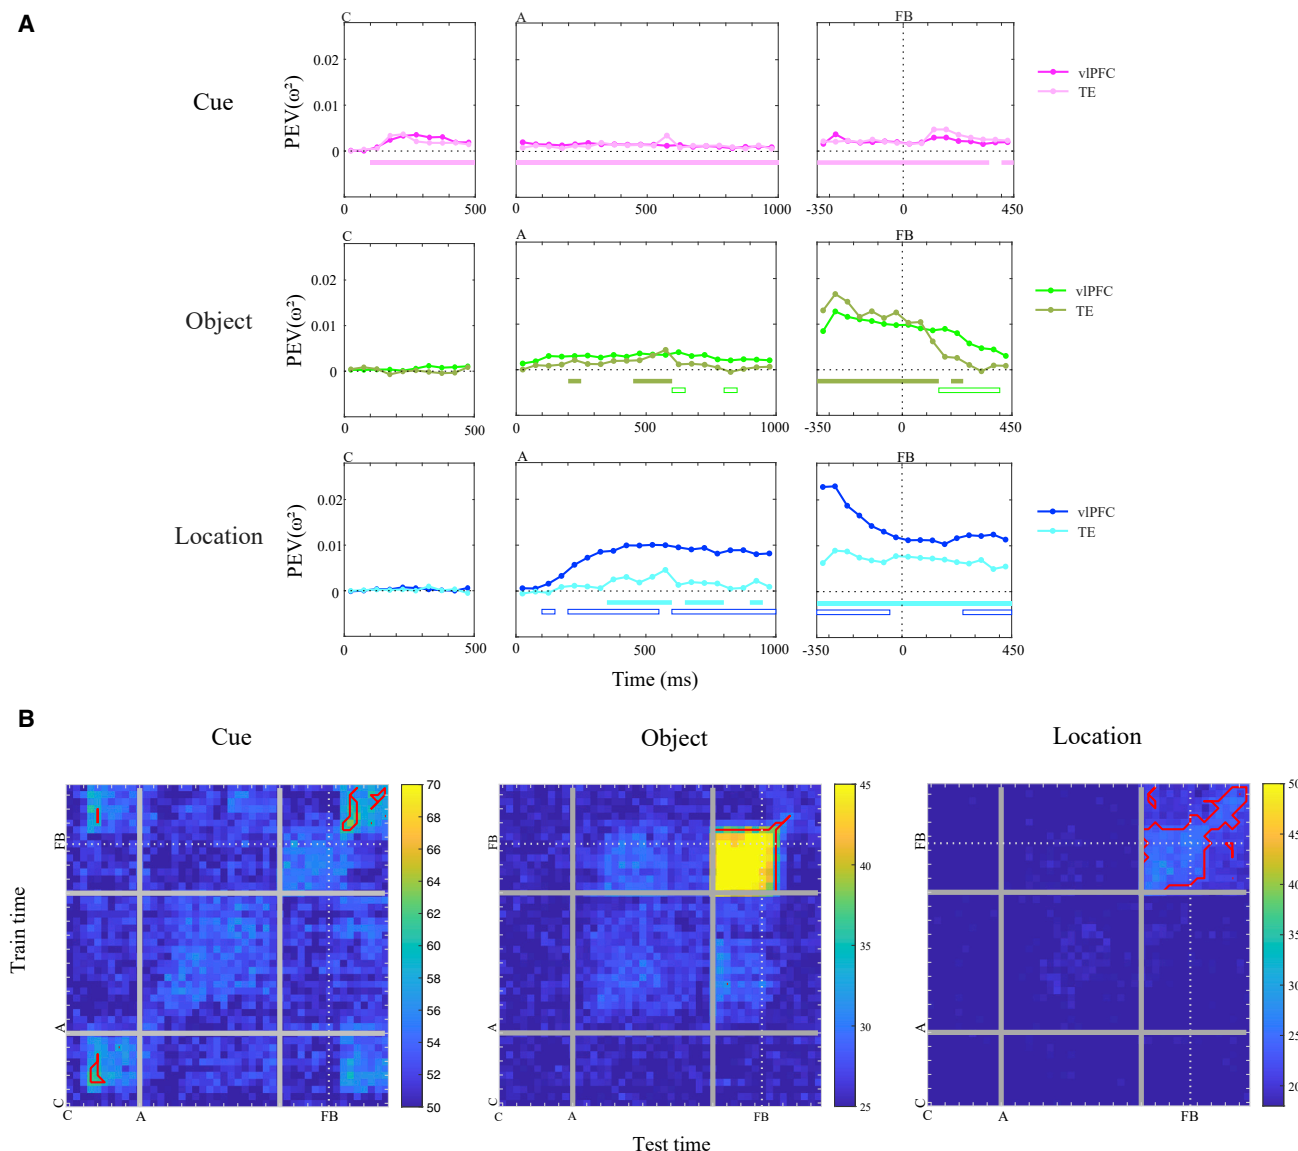 A
C
A
FB
Cue
PEV(ω²)
0.02
0.01
0
vlPFC
TE
0
500
0
1000
-350
0
450
C
A
FB
Object
PEV(ω²)
0.02
0.01
0
vlPFC
TE
0
500
0
1000
-350
0
450
C
A
FB
Location
PEV(ω²)
0.02
0.01
0
vlPFC
TE
0
500
0
1000
-350
0
450
Time (ms)
B
Cue
Object
Location
Train time
FB
A
C
C
A
FB
70
68
66
64
62
60
58
56
54
52
50
FB
A
C
C
A
FB
45
40
35
30
25
FB
A
C
C
A
FB
50
45
40
35
30
25
20
Test time